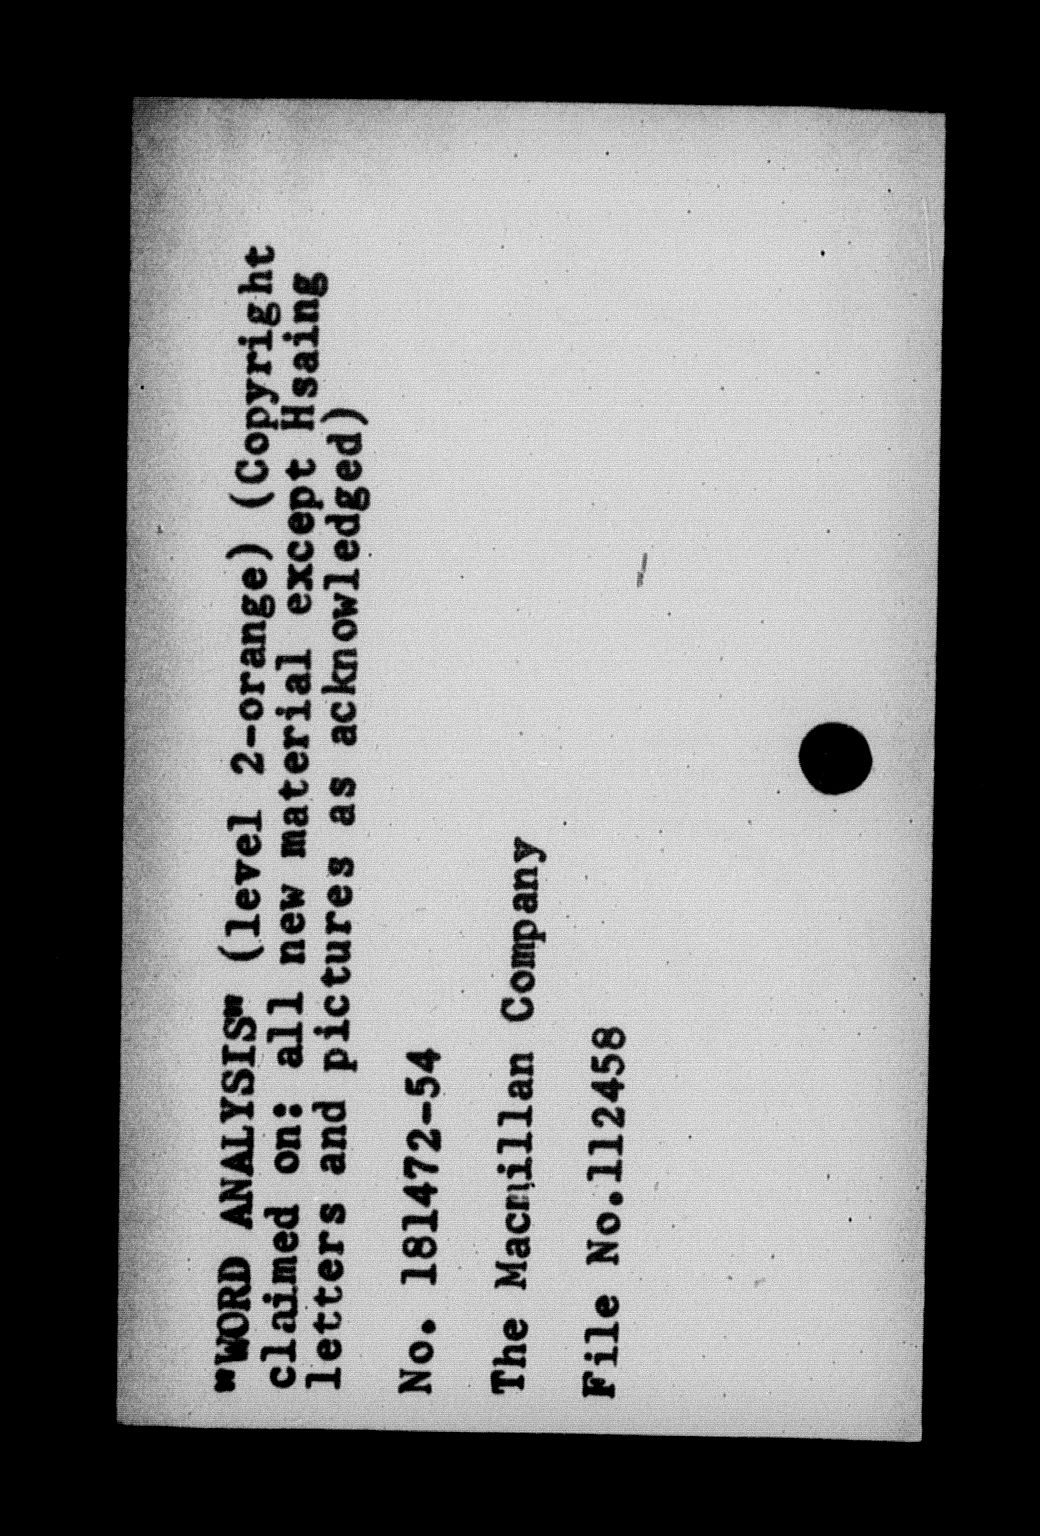 "WORD ANALYSIS" (level 2-orange) (Copyright
claimed on: all new material except Hsaing
letters and pictures as acknowledged)
No. 181472-54
The Macmillan Company
File No.112458